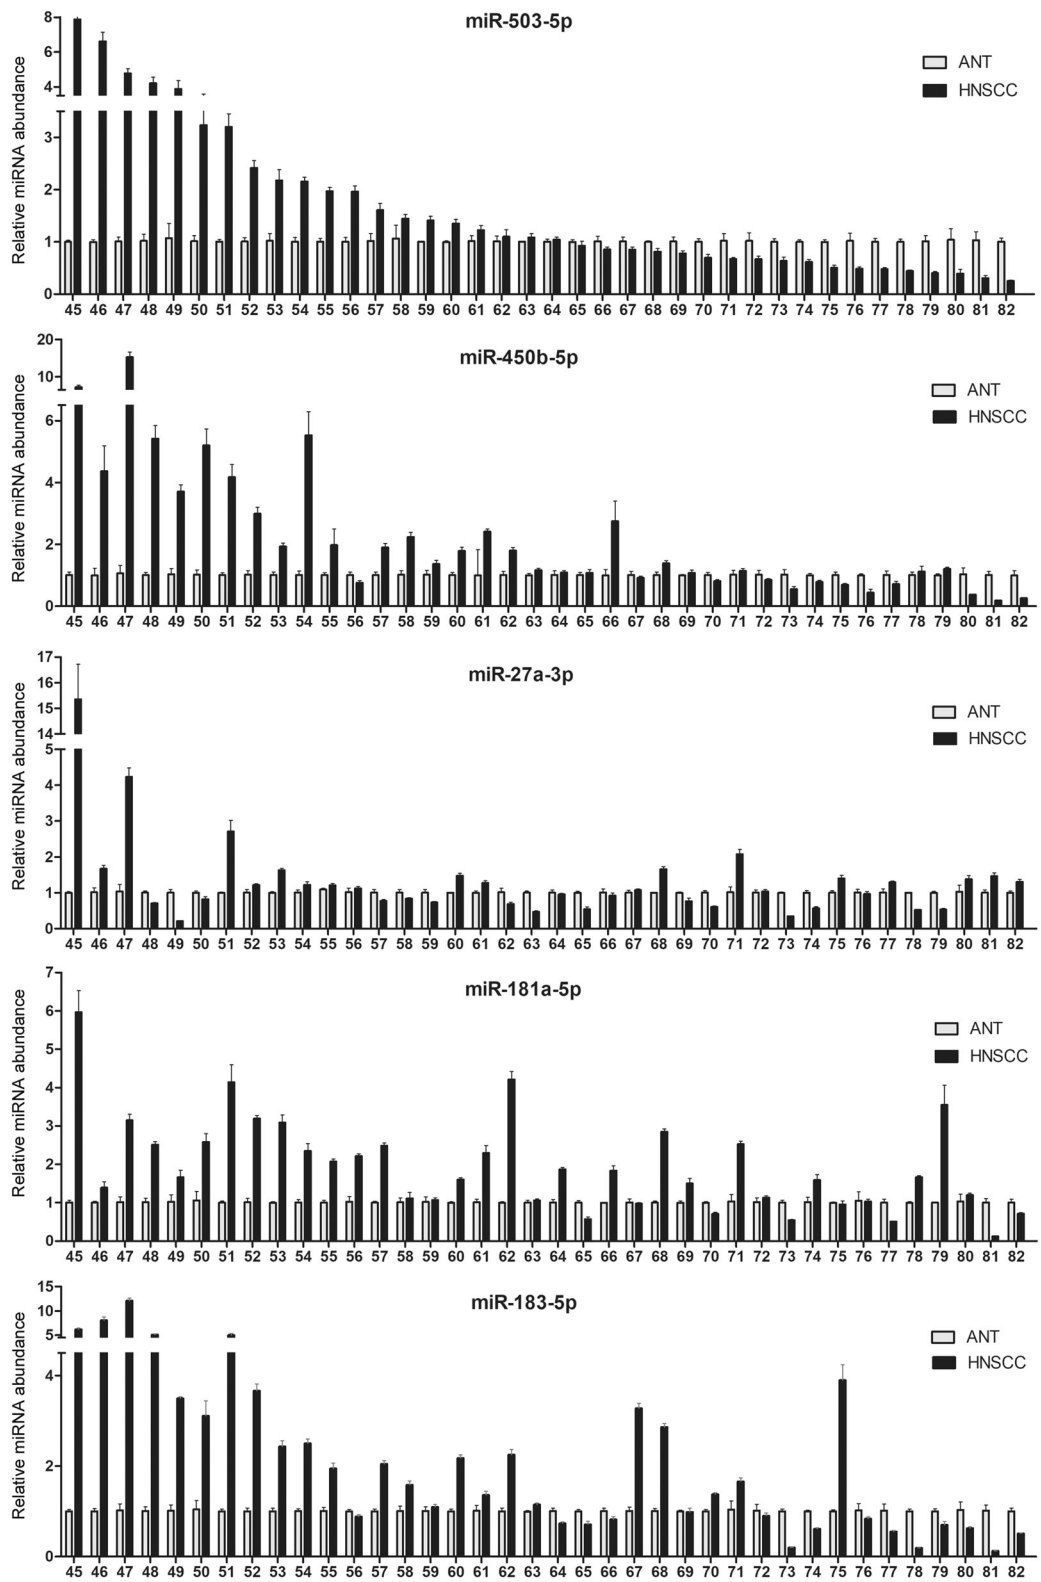 miR-503-5p
Relative miRNA abundance
8
6
4
3
2
1
0
ANT
HNSCC
45 46 47 48 49 50 51 52 53 54 55 56 57 58 59 60 61 62 63 64 65 66 67 68 69 70 71 72 73 74 75 76 77 78 79 80 81 82
miR-450b-5p
Relative miRNA abundance
20
10
6
4
2
0
ANT
HNSCC
45 46 47 48 49 50 51 52 53 54 55 56 57 58 59 60 61 62 63 64 65 66 67 68 69 70 71 72 73 74 75 76 77 78 79 80 81 82
miR-27a-3p
Relative miRNA abundance
17
16
15
14
5
4
3
2
1
0
ANT
HNSCC
45 46 47 48 49 50 51 52 53 54 55 56 57 58 59 60 61 62 63 64 65 66 67 68 69 70 71 72 73 74 75 76 77 78 79 80 81 82
miR-181a-5p
Relative miRNA abundance
7
6
5
4
3
2
1
0
ANT
HNSCC
45 46 47 48 49 50 51 52 53 54 55 56 57 58 59 60 61 62 63 64 65 66 67 68 69 70 71 72 73 74 75 76 77 78 79 80 81 82
miR-183-5p
Relative miRNA abundance
15
10
5
4
2
0
ANT
HNSCC
45 46 47 48 49 50 51 52 53 54 55 56 57 58 59 60 61 62 63 64 65 66 67 68 69 70 71 72 73 74 75 76 77 78 79 80 81 82